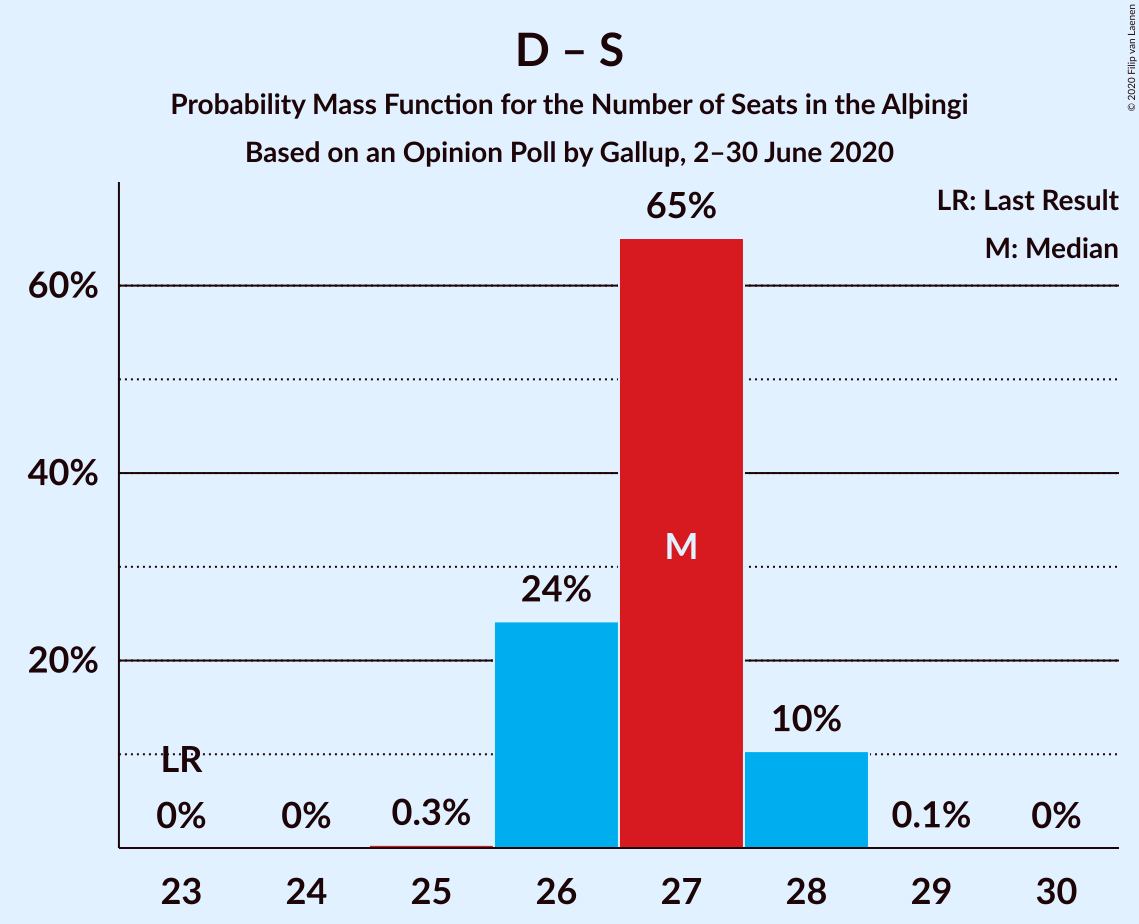 D – S
Probability Mass Function for the Number of Seats in the Alþingi
Based on an Opinion Poll by Gallup, 2–30 June 2020
© 2020 Filip van Laenen
LR: Last Result
M: Median
65%
60%
40%
M
24%
20%
10%
LR
0%
0%
0.3%
0.1%
0%
23 24 25 26 27 28 29 30